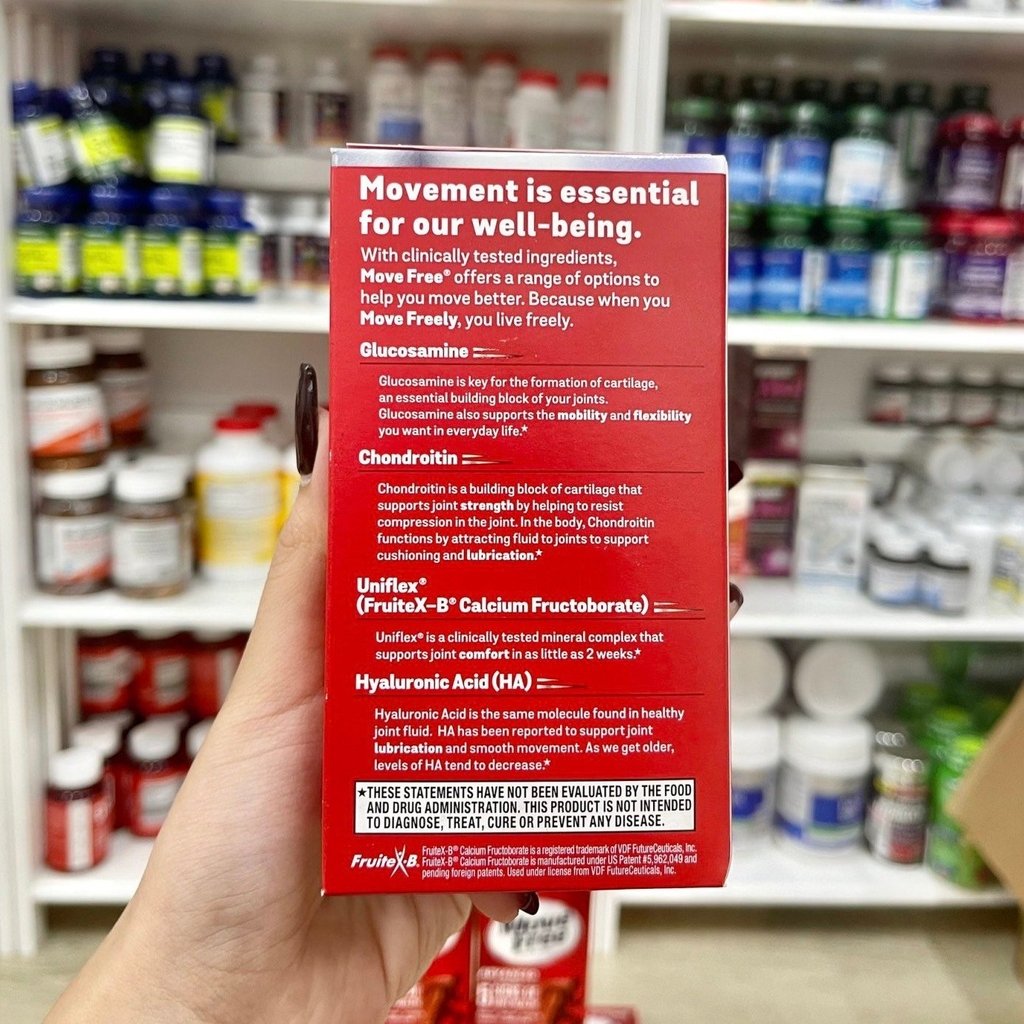 Movement is essential
for our well-being.
With clinically tested ingredients,
Move Free® offers a range of options to
help you move better. Because when you
Move Freely, you live freely.
Glucosamine
Glucosamine is key for the formation of cartilage,
an essential building block of your joints.
Glucosamine also supports the mobility and flexibility
you want in everyday life.*
Chondroitin
Chondroitin is a building block of cartilage that
supports joint strength by helping to resist
compression in the joint. In the body, Chondroitin
functions by attracting fluid to joints to support
cushioning and lubrication.*
Uniflex®
(FruiteX-B® Calcium Fructoborate)
Uniflex® is a clinically tested mineral complex that
supports joint comfort in as little as 2 weeks.*
Hyaluronic Acid (HA)
Hyaluronic Acid is the same molecule found in healthy
joint fluid. HA has been reported to support joint
lubrication and smooth movement. As we get older,
levels of HA tend to decrease.*
*THESE STATEMENTS HAVE NOT BEEN EVALUATED BY THE FOOD
AND DRUG ADMINISTRATION. THIS PRODUCT IS NOT INTENDED
TO DIAGNOSE, TREAT, CURE OR PREVENT ANY DISEASE.
FruiteX-B®
FruiteX-B® Calcium Fructoborate is a registered trademark of VDF FutureCeuticals, Inc.
FruiteX-B® Calcium Fructoborate is manufactured under US Patent #5,962,049 and
pending foreign patents. Used under license from VDF FutureCeuticals, Inc.
Move
Free